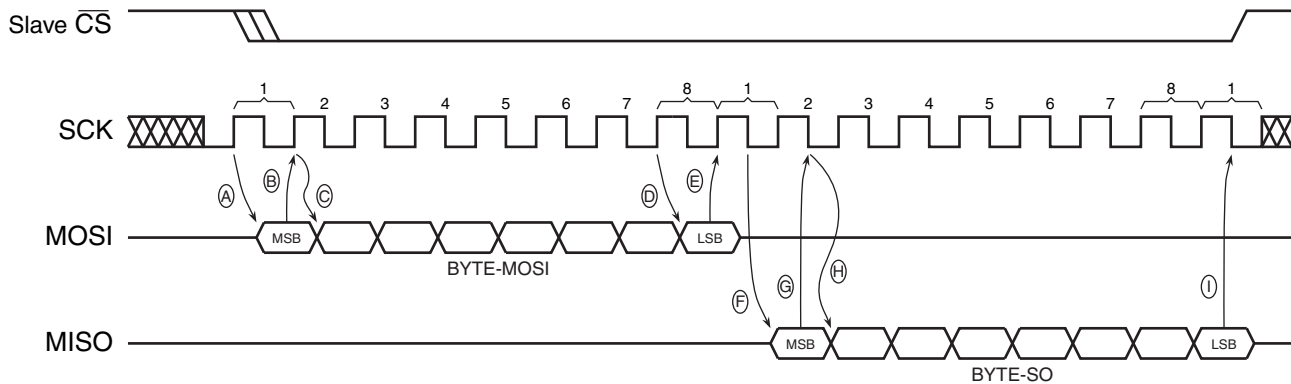 Slave CS
1 8 1 8 1
2 3 4 5 6 7 2 3 4 5 6 7
SCK
A B C D E
MOSI MSB LSB
BYTE-MOSI
F G H I
MISO MSB LSB
BYTE-SO